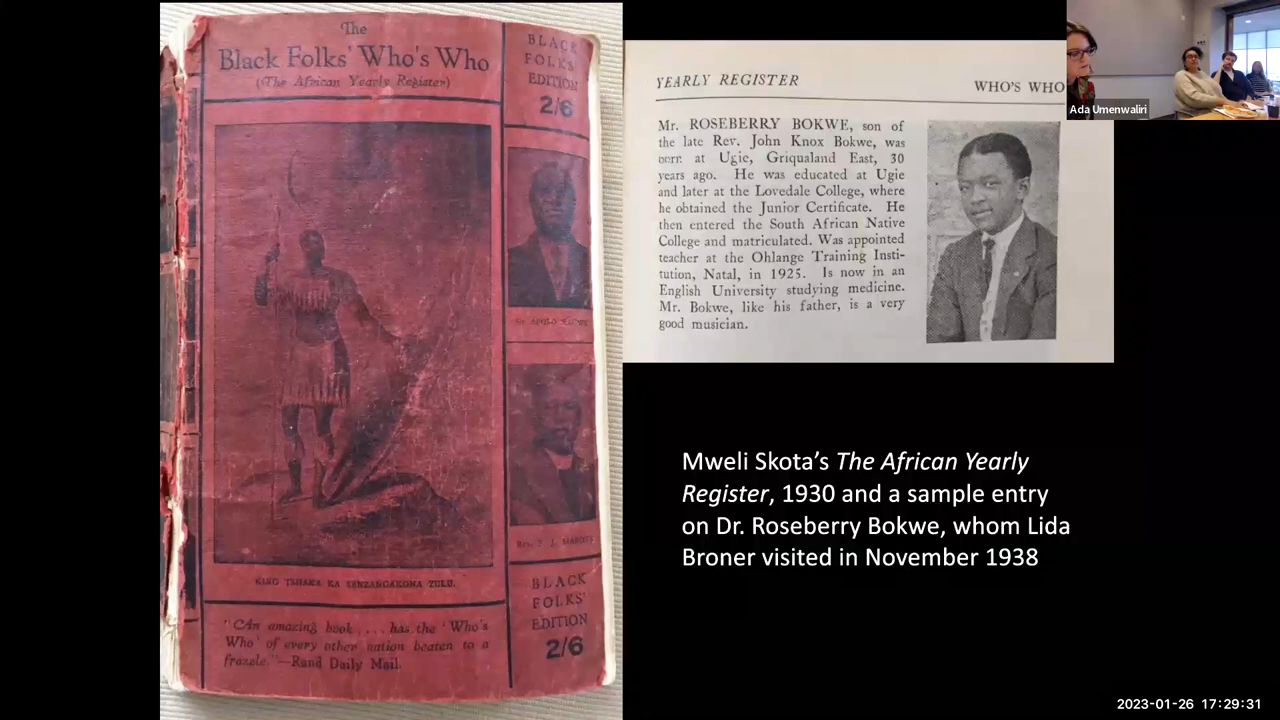 The
Black Folks' Who's Who
(The African Yearly Register)
BLACK
FOLKS'
EDITION
2/6
KING TSHAKA KA SENZANGAKONA ZULU.
"An amazing book ... has the 'Who's
Who' of every other nation beaten to a
frazzle."—Rand Daily Mail.
BLACK
FOLKS'
EDITION
2/6
YEARLY REGISTER
WHO'S WHO
Mr. ROSEBERRY BOKWE, son of
the late Rev. John Knox Bokwe, was
born at Ugie, Griqualand East, 30
years ago. He was educated at Ugie
and later at the Lovedale College, where
he obtained the Junior Certificate. He
then entered the South African Native
College and matriculated. Was appointed
teacher at the Ohlange Training Insti-
tution, Natal, in 1925. Is now in an
English University studying medicine.
Mr. Bokwe, like his father, is a very
good musician.
Mweli Skota's The African Yearly
Register, 1930 and a sample entry
on Dr. Roseberry Bokwe, whom Lida
Broner visited in November 1938
Ada Umenwaliri
2023-01-26 17:29:31